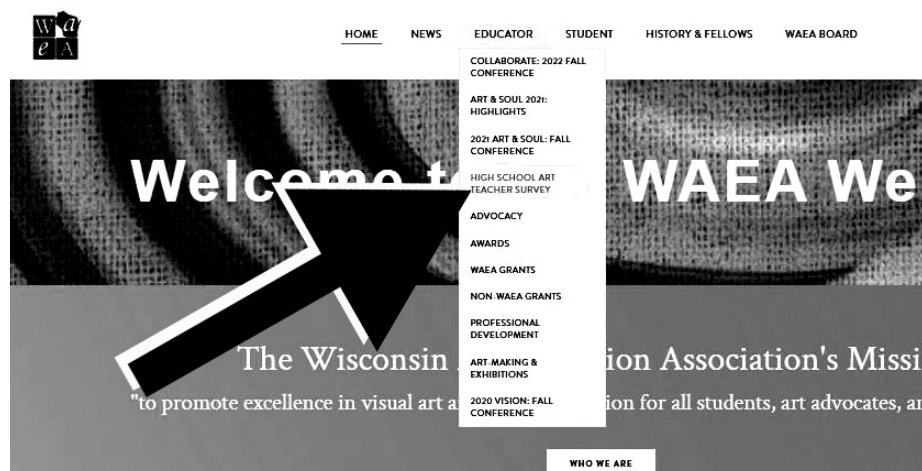 W a
e A
HOME NEWS EDUCATOR STUDENT HISTORY & FELLOWS WAEA BOARD
COLLABORATE: 2022 FALL
CONFERENCE
ART & SOUL 2021:
HIGHLIGHTS
2021 ART & SOUL: FALL
CONFERENCE
HIGH SCHOOL ART
TEACHER SURVEY
ADVOCACY
AWARDS
WAEA GRANTS
NON-WAEA GRANTS
PROFESSIONAL
DEVELOPMENT
ART-MAKING &
EXHIBITIONS
2020 VISION: FALL
CONFERENCE
Welcome WAEA We
The Wisconsin ion Association's Missi
"to promote excellence in visual art a ion for all students, art advocates, a
WHO WE ARE